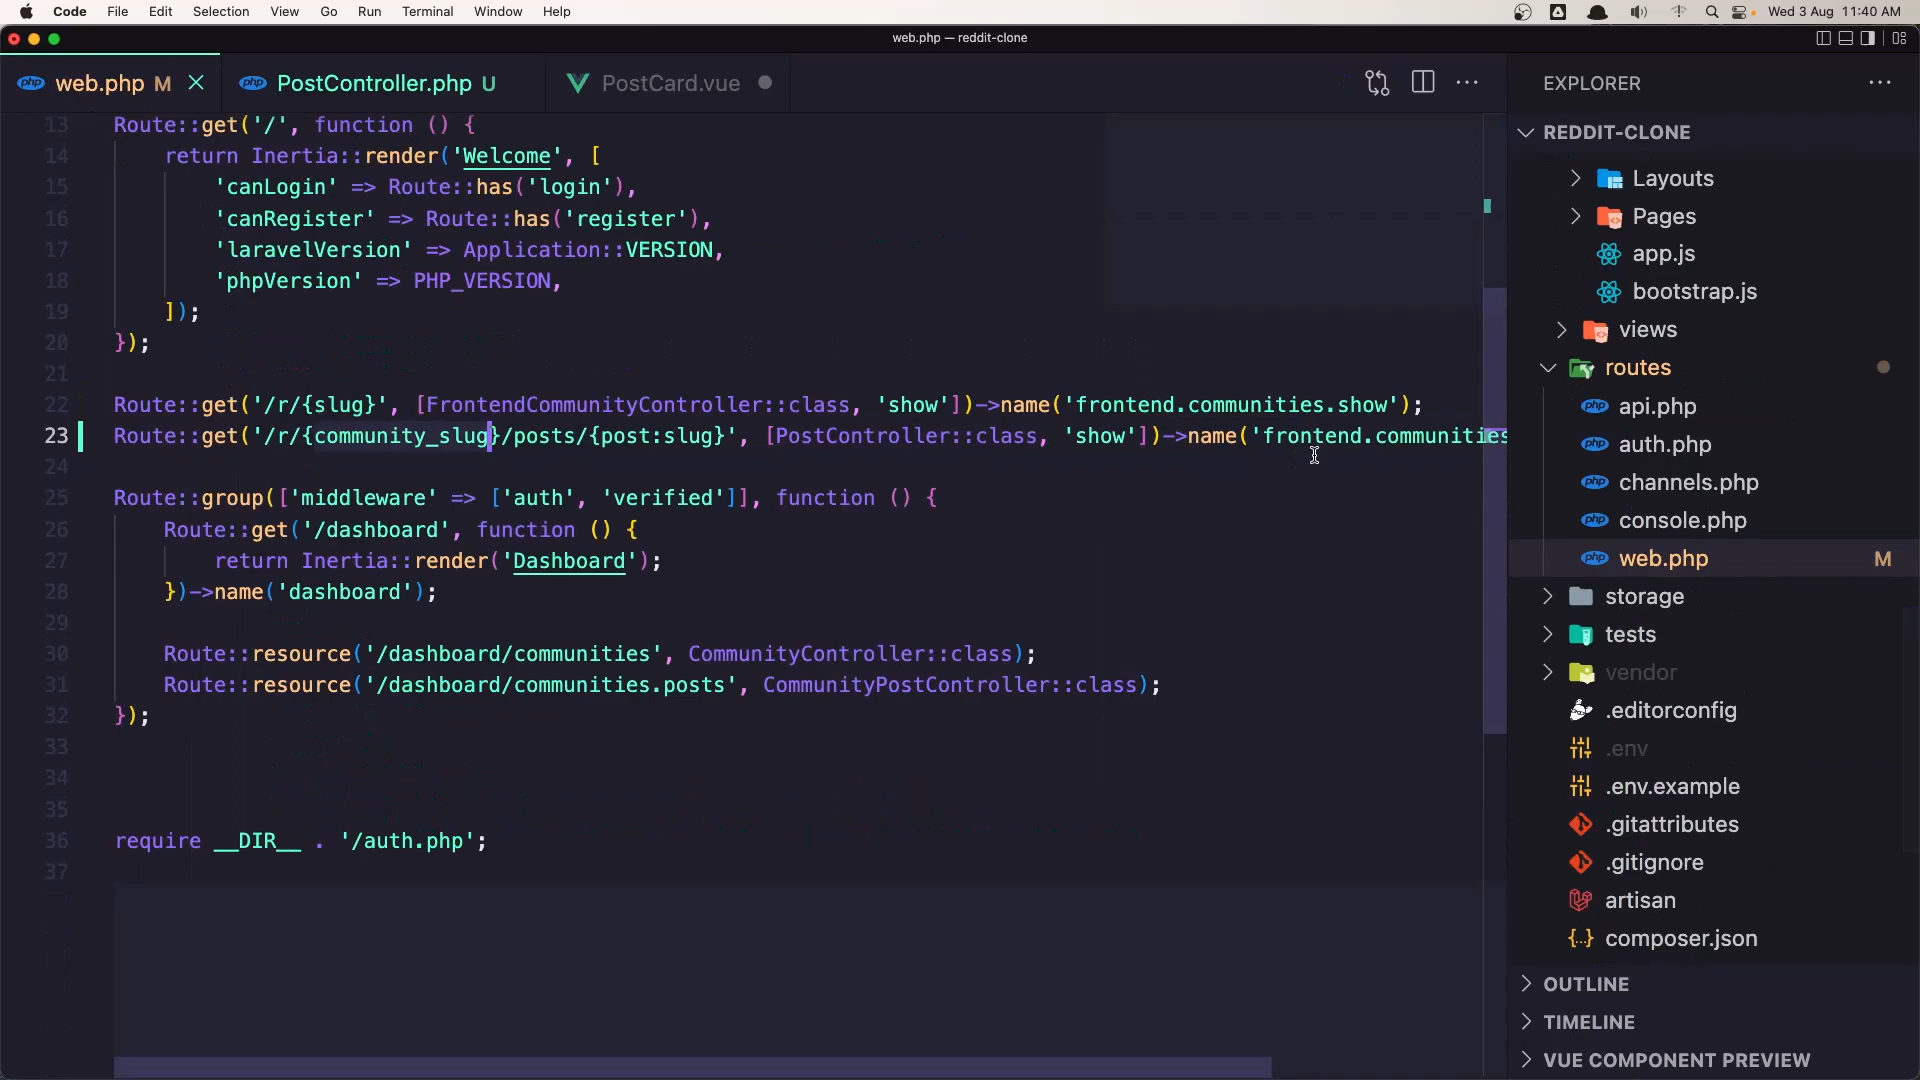 Code File Edit Selection View Go Run Terminal Window Help Wed 3 Aug 11:40 AM
web.php — reddit-clone
web.php M PostController.php U PostCard.vue
13 Route::get('/', function () {
14 return Inertia::render('Welcome', [
15 'canLogin' => Route::has('login'),
16 'canRegister' => Route::has('register'),
17 'laravelVersion' => Application::VERSION,
18 'phpVersion' => PHP_VERSION,
19 ]);
20 });
21
22 Route::get('/r/{slug}', [FrontendCommunityController::class, 'show'])->name('frontend.communities.show');
23 Route::get('/r/{community_slug}/posts/{post:slug}', [PostController::class, 'show'])->name('frontend.communities
24
25 Route::group(['middleware' => ['auth', 'verified']], function () {
26 Route::get('/dashboard', function () {
27 return Inertia::render('Dashboard');
28 })->name('dashboard');
29
30 Route::resource('/dashboard/communities', CommunityController::class);
31 Route::resource('/dashboard/communities.posts', CommunityPostController::class);
32 });
33
34
35
36 require __DIR__ . '/auth.php';
37
EXPLORER
REDDIT-CLONE
Layouts
Pages
app.js
bootstrap.js
views
routes
api.php
auth.php
channels.php
console.php
web.php M
storage
tests
vendor
.editorconfig
.env
.env.example
.gitattributes
.gitignore
artisan
composer.json
OUTLINE
TIMELINE
VUE COMPONENT PREVIEW